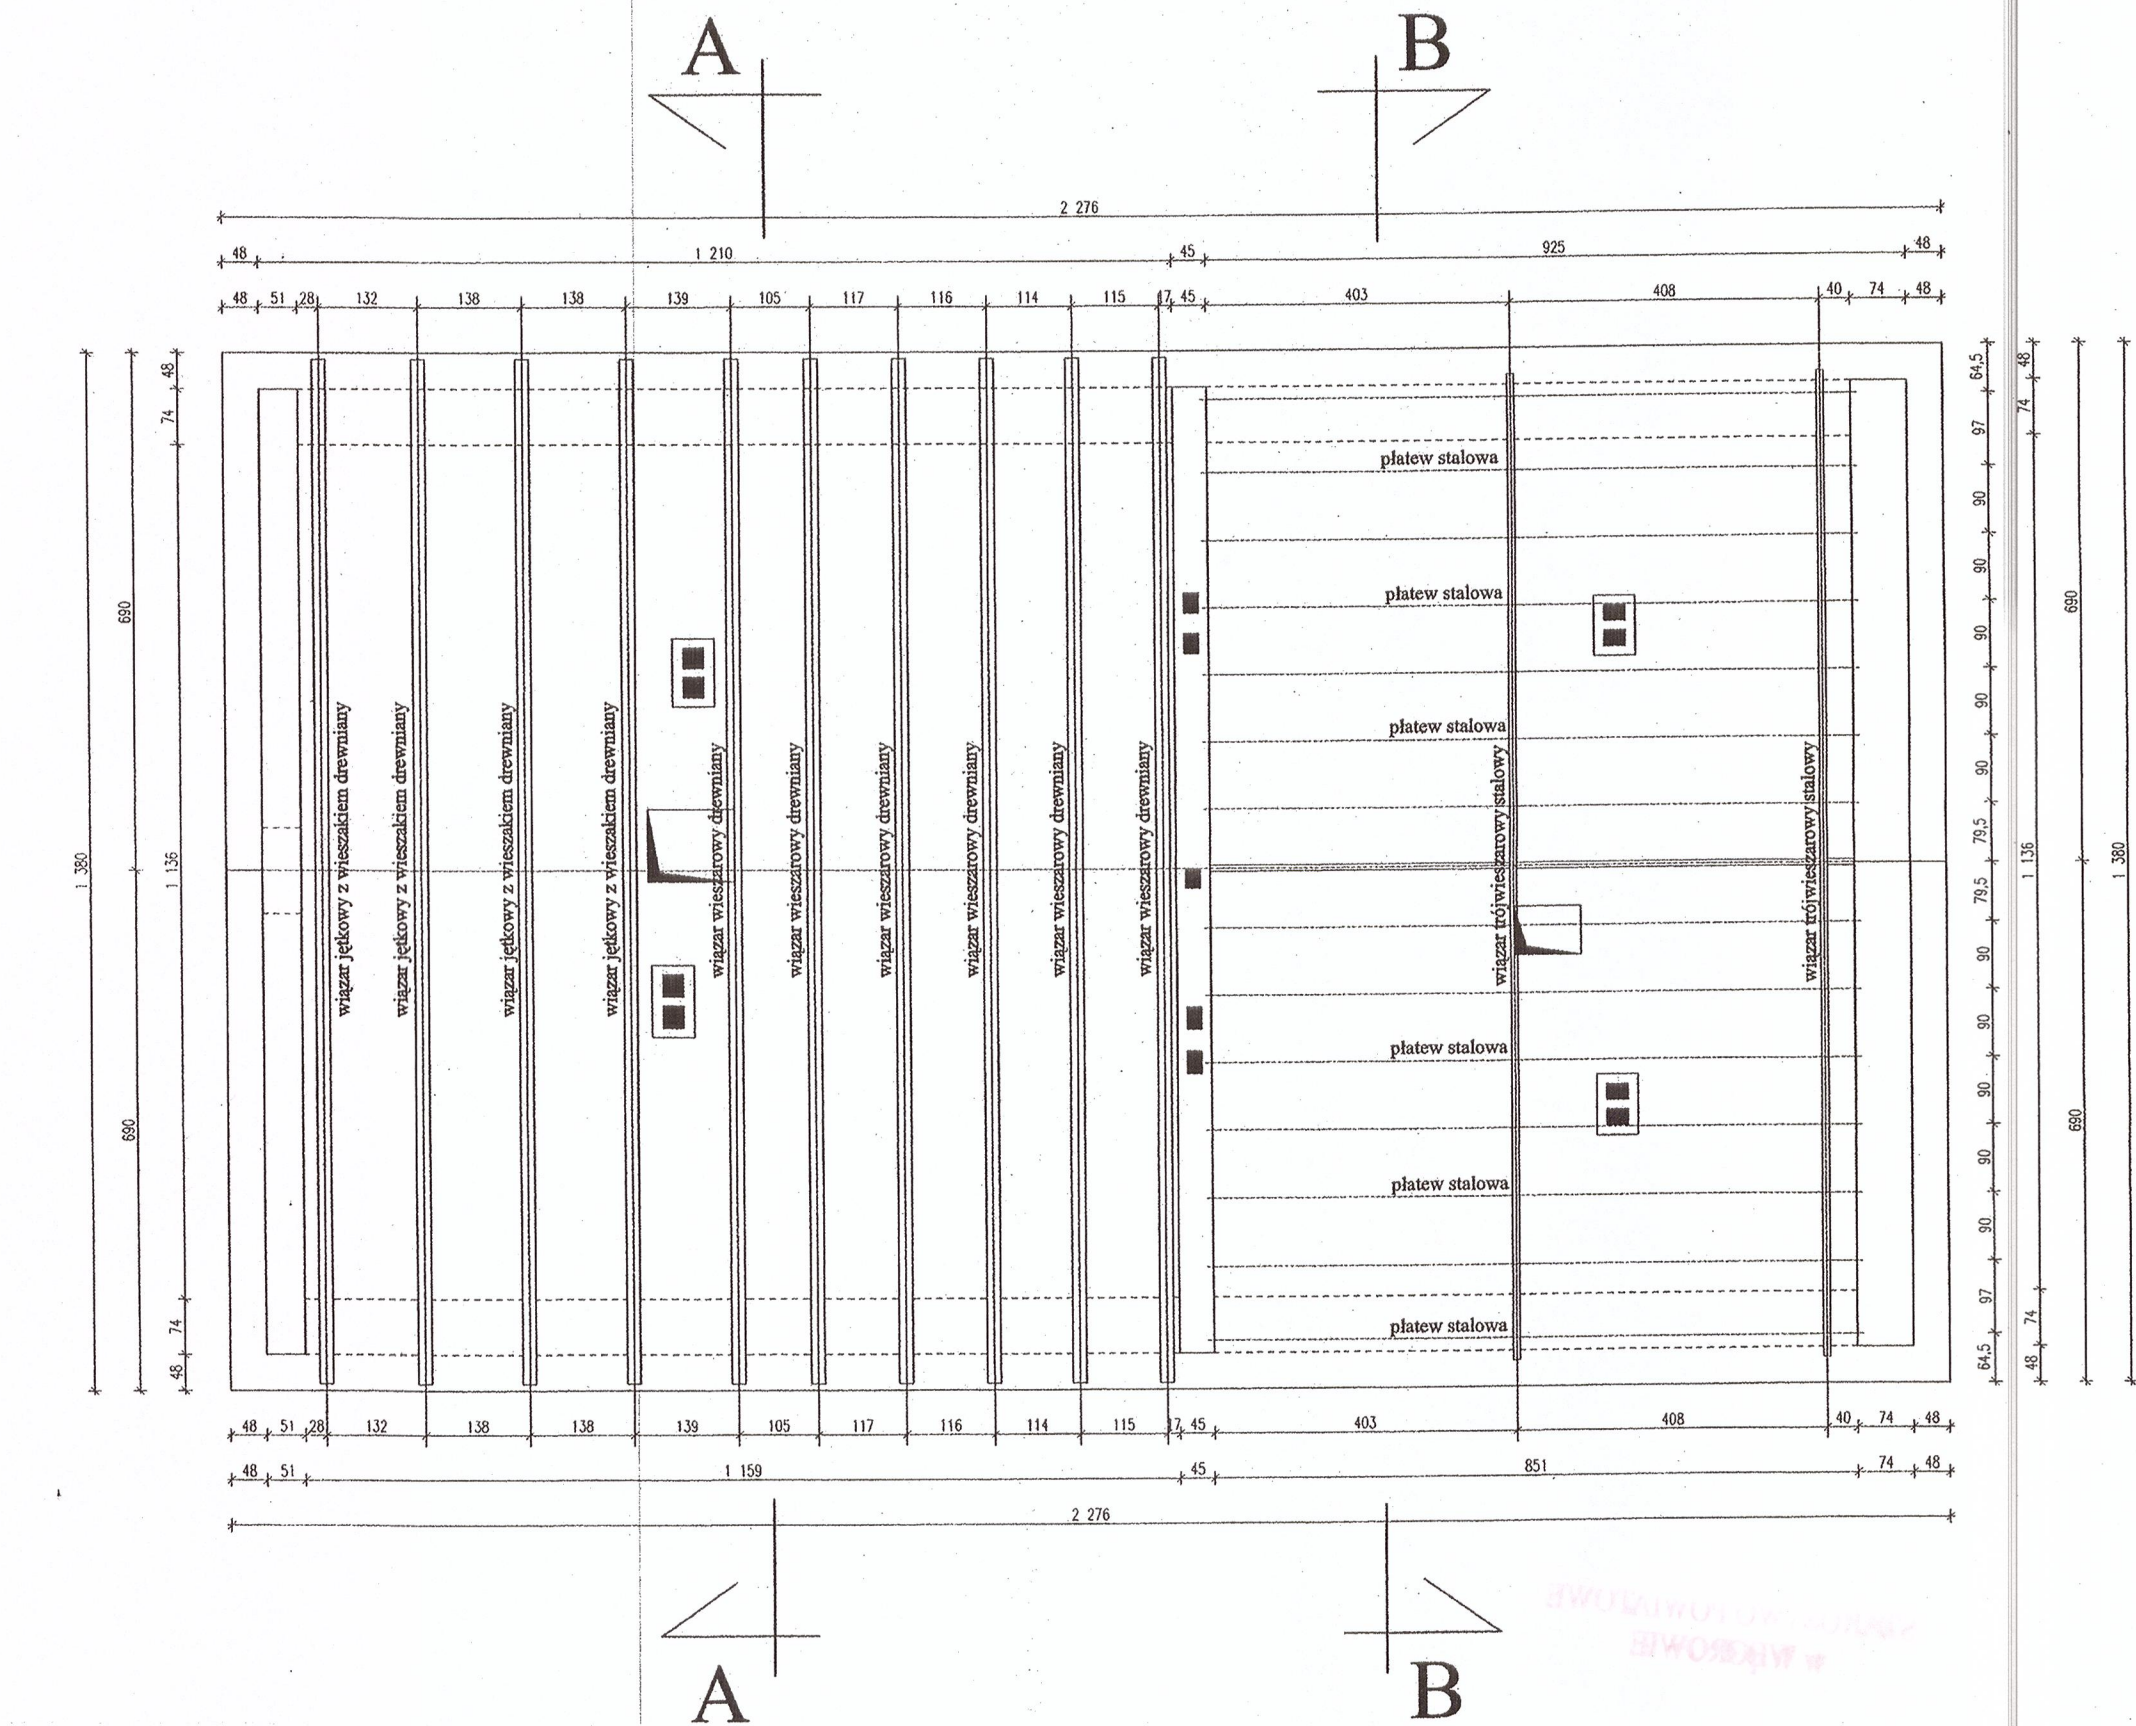 A B
2 276
48 1 210 45 925 48
48 51 28 132 138 138 139 105 117 116 114 115 17 45 403 408 40 74 48
48
74
690
1 380
1 136
690
74
48
wiązar jętkowy z wieszakiem drewniany
wiązar jętkowy z wieszakiem drewniany
wiązar jętkowy z wieszakiem drewniany
wiązar jętkowy z wieszakiem drewniany
wiązar wieszarowy drewniany
wiązar wieszarowy drewniany
wiązar wieszarowy drewniany
wiązar wieszarowy drewniany
wiązar wieszarowy drewniany
wiązar wieszarowy drewniany
płatew stalowa
płatew stalowa
płatew stalowa
wiązar trójwieszarowy stalowy
wiązar trójwieszarowy stalowy
płatew stalowa
płatew stalowa
płatew stalowa
64,5
97
90
90
90
90
90
79,5
79,5
90
90
90
90
90
97
64,5
48
74
1 136
74
48
690
690
1 380
48 51 28 132 138 138 139 105 117 116 114 115 17 45 403 408 40 74 48
48 51 1 159 45 851 74 48
2 276
A B